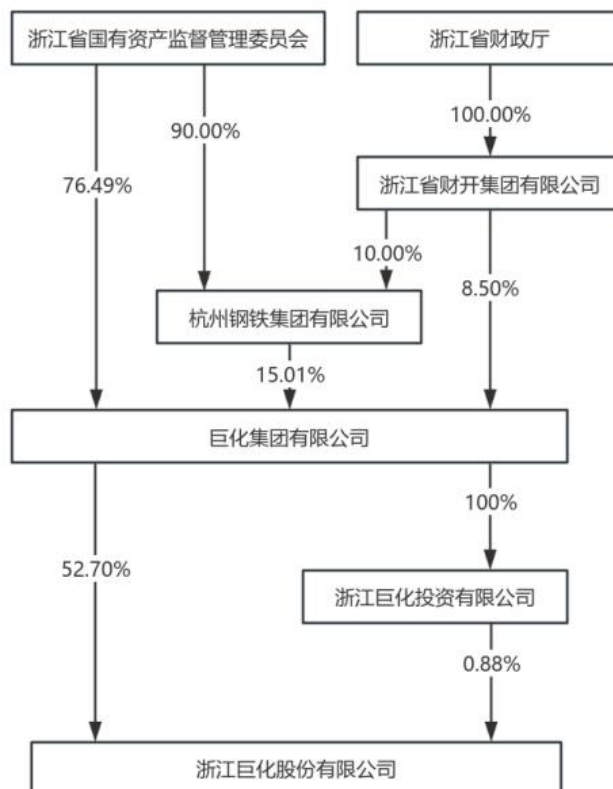 浙江省国有资产监督管理委员会
浙江省财政厅
100.00%
90.00%
76.49%
浙江省财开集团有限公司
10.00%
8.50%
杭州钢铁集团有限公司
15.01%
巨化集团有限公司
100%
52.70%
浙江巨化投资有限公司
0.88%
浙江巨化股份有限公司